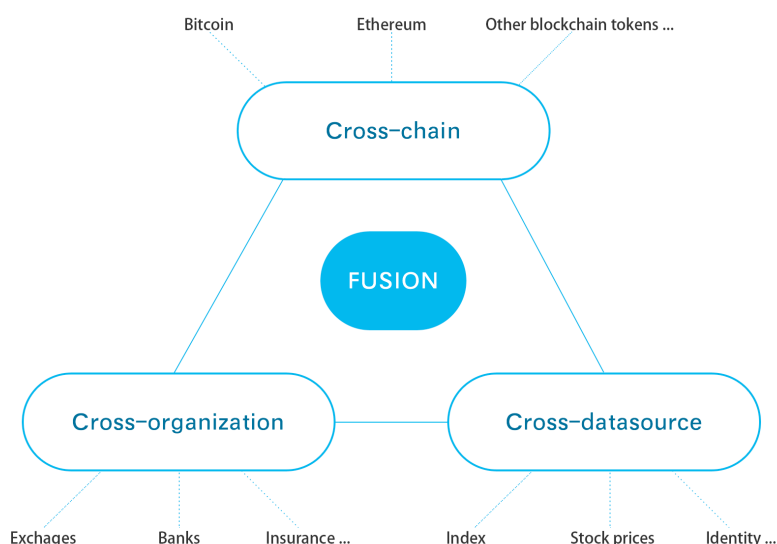 Bitcoin Ethereum Other blockchain tokens ...
Cross-chain
FUSION
Cross-organization Cross-datasource
Exchages Banks Insurance ... Index Stock prices Identity ...